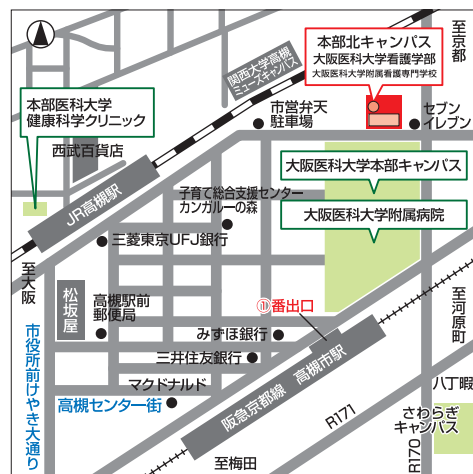 至京都
本部北キャンパス
大阪医科大学看護学部
大阪医科大学附属看護専門学校
関西大学高槻
ミューズキャンパス
本部医科大学
健康科学クリニック
市営弁天
駐車場
セブン
イレブン
西武百貨店
大阪医科大学本部キャンパス
JR高槻駅
子育て総合支援センター
カンガルーの森
大阪医科大学附属病院
三菱東京UFJ銀行
至大阪
松坂屋
高槻駅前
郵便局
⑪番出口
至河原町
みずほ銀行
三井住友銀行
市役所前けやき大通り
マクドナルド
高槻センター街
阪急京都線 高槻市駅
八丁畷
さわらぎ
キャンパス
R171
R170
至梅田